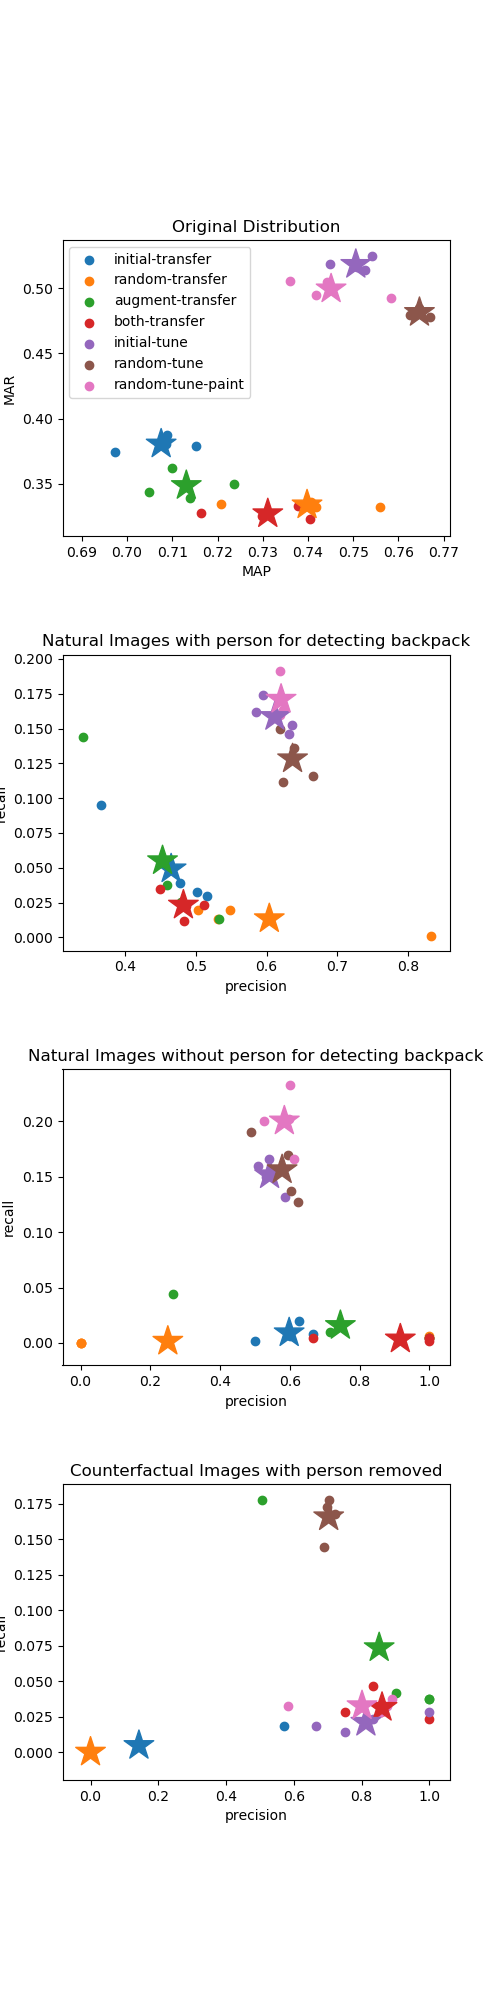 Original Distribution
initial-transfer
random-transfer
augment-transfer
both-transfer
initial-tune
random-tune
random-tune-paint
MAR
0.50
0.45
0.40
0.35
0.69 0.70 0.71 0.72 0.73 0.74 0.75 0.76 0.77
MAP
Natural Images with person for detecting backpack
0.200
0.175
0.150
0.125
0.100
0.075
0.050
0.025
0.000
0.4 0.5 0.6 0.7 0.8
precision
Natural Images without person for detecting backpack
recall
0.20
0.15
0.10
0.05
0.00
0.0 0.2 0.4 0.6 0.8 1.0
precision
Counterfactual Images with person removed
0.175
0.150
0.125
0.100
0.075
0.050
0.025
0.000
0.0 0.2 0.4 0.6 0.8 1.0
precision